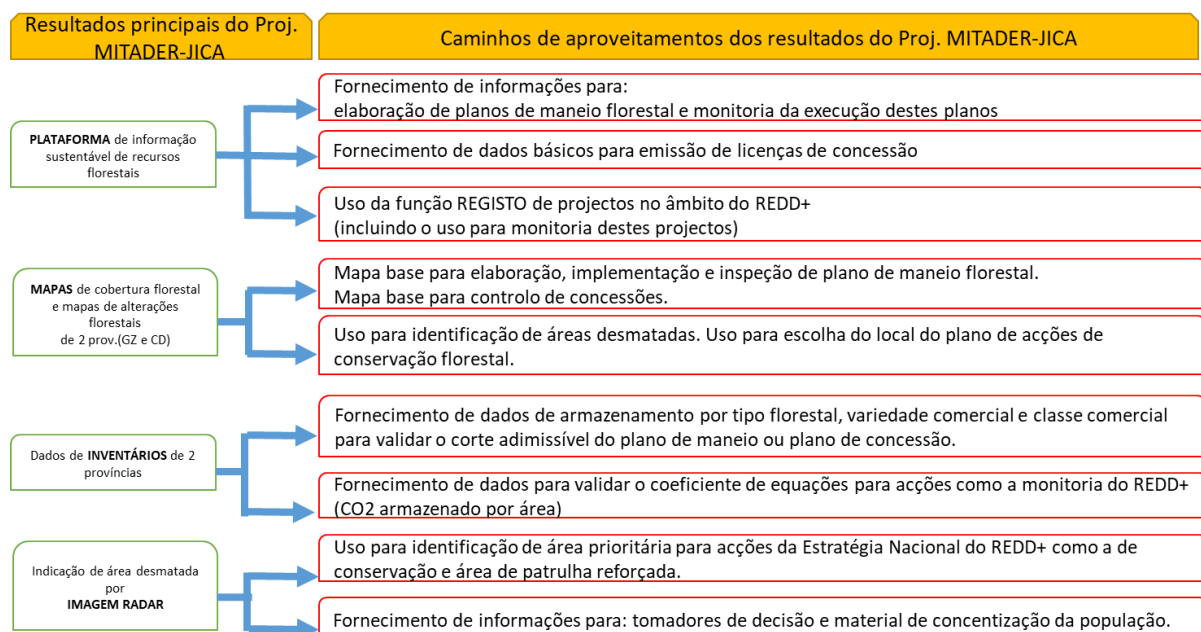 Resultados principais do Proj.
MITADER-JICA
Caminhos de aproveitamentos dos resultados do Proj. MITADER-JICA
PLATAFORMA de informação
sustentável de recursos
florestais
Fornecimento de informações para:
elaboração de planos de maneio florestal e monitoria da execução destes planos
Fornecimento de dados básicos para emissão de licenças de concessão
Uso da função REGISTO de projectos no âmbito do REDD+
(incluindo o uso para monitoria destes projectos)
MAPAS de cobertura florestal
e mapas de alterações
florestais
de 2 prov.(GZ e CD)
Mapa base para elaboração, implementação e inspeção de plano de maneio florestal.
Mapa base para controlo de concessões.
Uso para identificação de áreas desmatadas. Uso para escolha do local do plano de acções de
conservação florestal.
Dados de INVENTÁRIOS de 2
províncias
Fornecimento de dados de armazenamento por tipo florestal, variedade comercial e classe comercial
para validar o corte adimissível do plano de maneio ou plano de concessão.
Fornecimento de dados para validar o coeficiente de equações para acções como a monitoria do REDD+
(CO2 armazenado por área)
Indicação de área desmatada
por
IMAGEM RADAR
Uso para identificação de área prioritária para acções da Estratégia Nacional do REDD+ como a de
conservação e área de patrulha reforçada.
Fornecimento de informações para: tomadores de decisão e material de concentização da população.